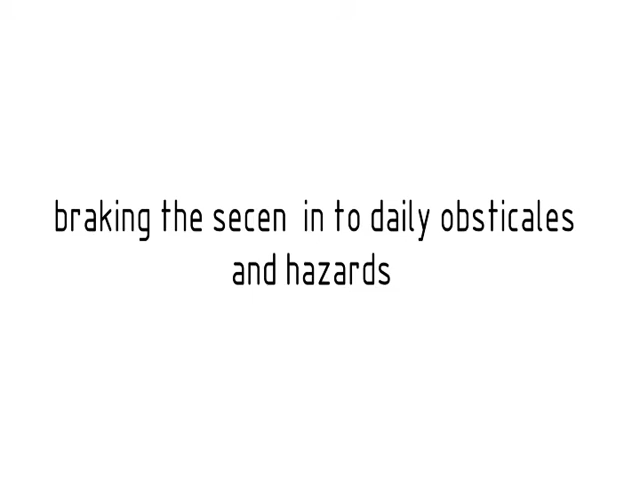 braking the secen in to daily obsticales
and hazards